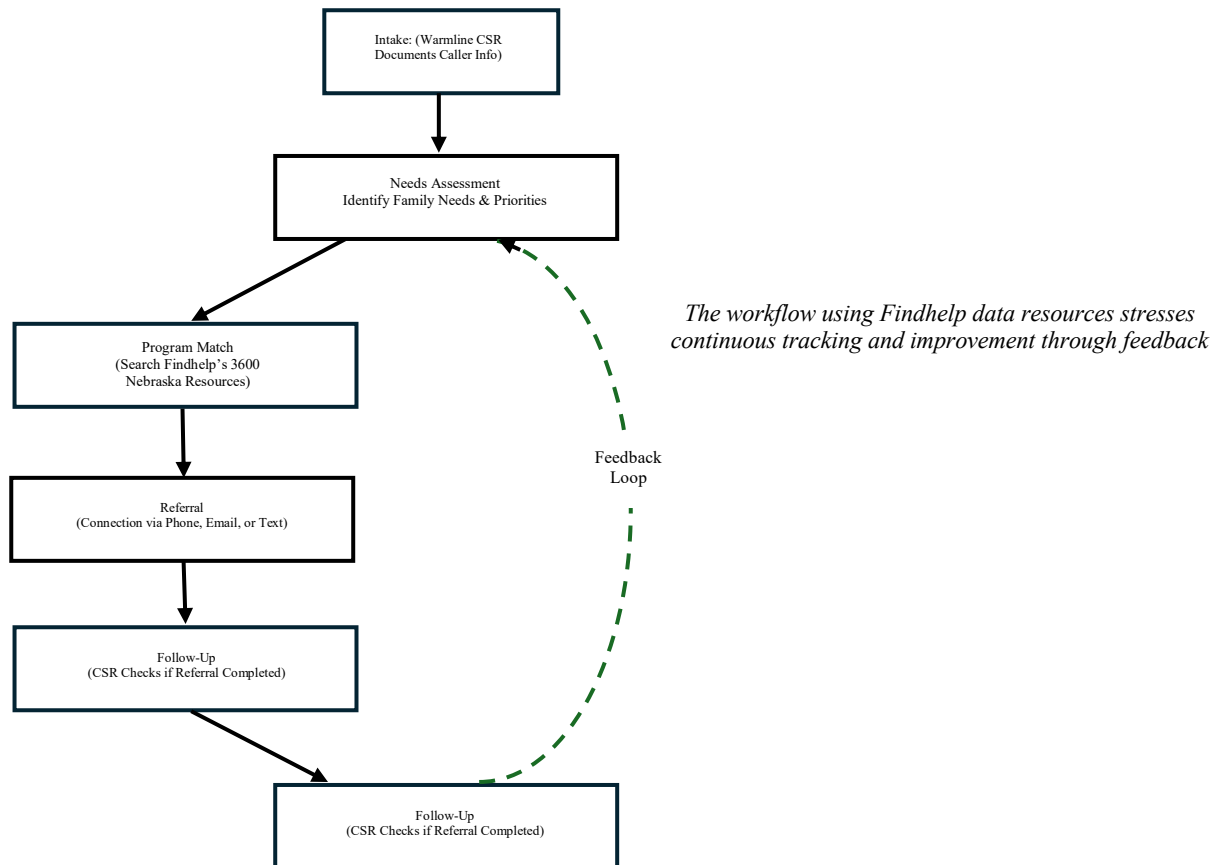 Intake: (Warmline CSR
Documents Caller Info)
Needs Assessment
Identify Family Needs & Priorities
The workflow using Findhelp data resources stresses
continuous tracking and improvement through feedback
Program Match
(Search Findhelp's 3600
Nebraska Resources)
Feedback
Loop
Referral
(Connection via Phone, Email, or Text)
Follow-Up
(CSR Checks if Referral Completed)
Follow-Up
(CSR Checks if Referral Completed)